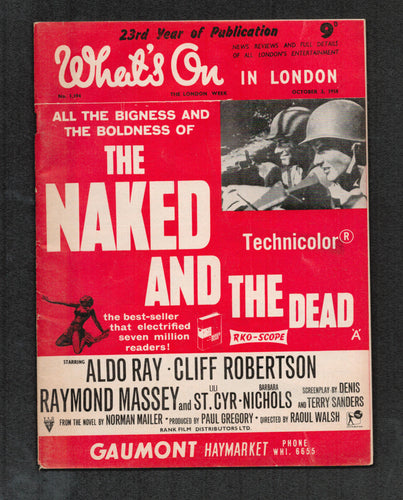 23rd Year of Publication
9ᴰ
What's On
NEWS REVIEWS AND FULL DETAILS
OF ALL LONDON'S ENTERTAINMENT
IN LONDON
THE LONDON WEEK
OCTOBER 3, 1958
ALL THE BIGNESS AND
THE BOLDNESS OF
THE
NAKED
AND THE DEAD
Technicolor®
the best-seller
that electrified
seven million
readers!
RKO-SCOPE
'A'
STARRING
ALDO RAY · CLIFF ROBERTSON
RAYMOND MASSEY and LILI ST. CYR · BARBARA NICHOLS
SCREENPLAY BY DENIS
and TERRY SANDERS
FROM THE NOVEL BY NORMAN MAILER · PRODUCED BY PAUL GREGORY · DIRECTED BY RAOUL WALSH
RANK FILM DISTRIBUTORS LTD.
GAUMONT HAYMARKET PHONE WHI. 6655